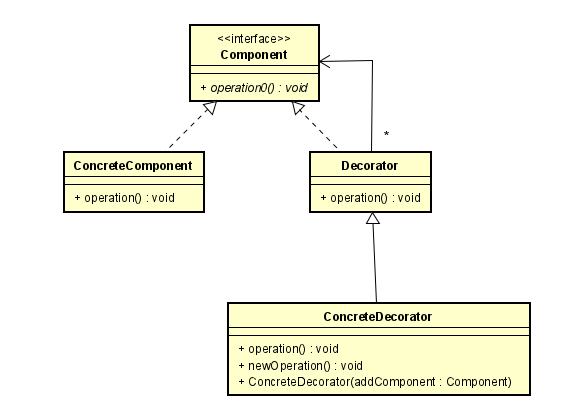 <<interface>>
Component
+ operation0() : void
*
ConcreteComponent
+ operation() : void
Decorator
+ operation() : void
ConcreteDecorator
+ operation() : void
+ newOperation() : void
+ ConcreteDecorator(addComponent : Component)